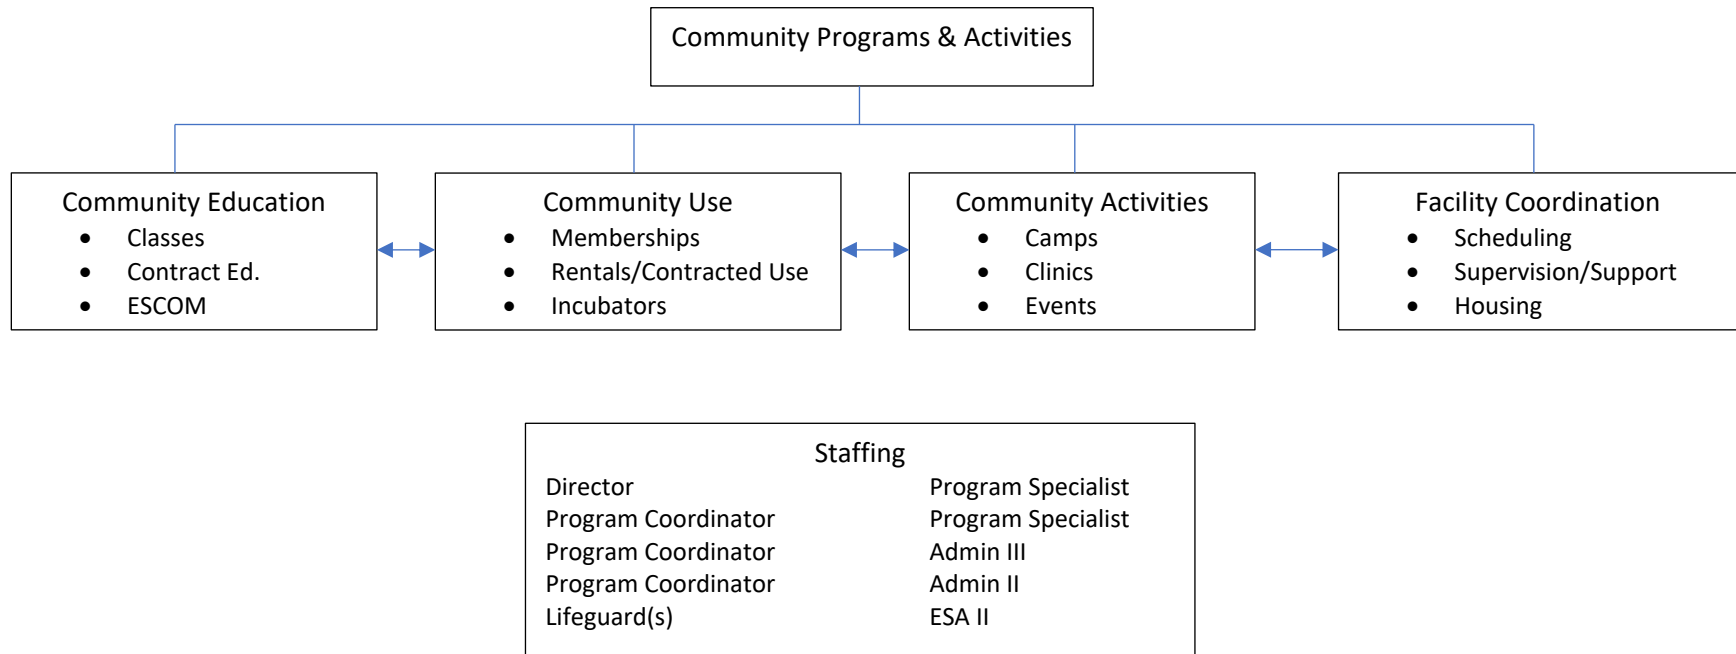 Community Programs & Activities
Community Education
• Classes
• Contract Ed.
• ESCOM
Community Use
• Memberships
• Rentals/Contracted Use
• Incubators
Community Activities
• Camps
• Clinics
• Events
Facility Coordination
• Scheduling
• Supervision/Support
• Housing
Staffing
Director
Program Coordinator
Program Coordinator
Program Coordinator
Lifeguard(s)
Program Specialist
Program Specialist
Admin III
Admin II
ESA II